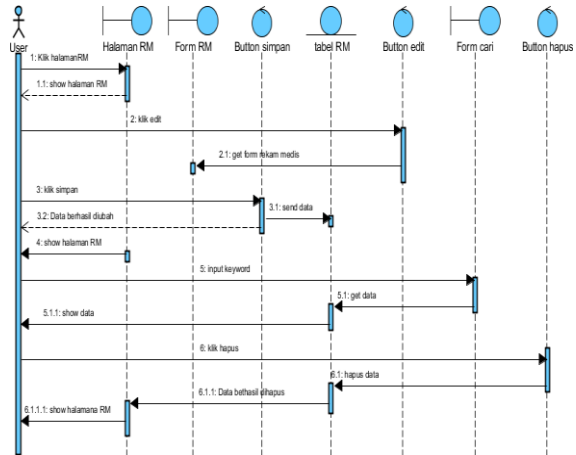 User
Halaman RM
Form RM
Button simpan
tabel RM
Button edit
Form cari
Button hapus
1: Klik halamanRM
1.1: show halaman RM
2: klik edit
2.1: get form rekam medis
3: klik simpan
3.1: send data
3.2: Data berhasil diubah
4: show halaman RM
5: input keyword
5.1: get data
5.1.1: show data
6: klik hapus
6.1: hapus data
6.1.1: Data bethasil dihapus
6.1.1.1: show halamana RM